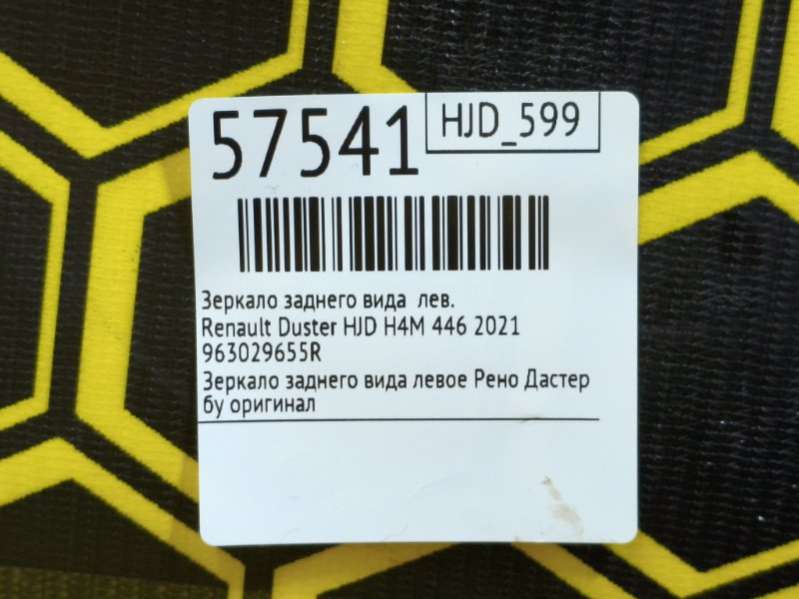 57541
HJD_599
Зеркало заднего вида лев.
Renault Duster HJD H4M 446 2021
963029655R
Зеркало заднего вида левое Рено Дастер
бу оригинал